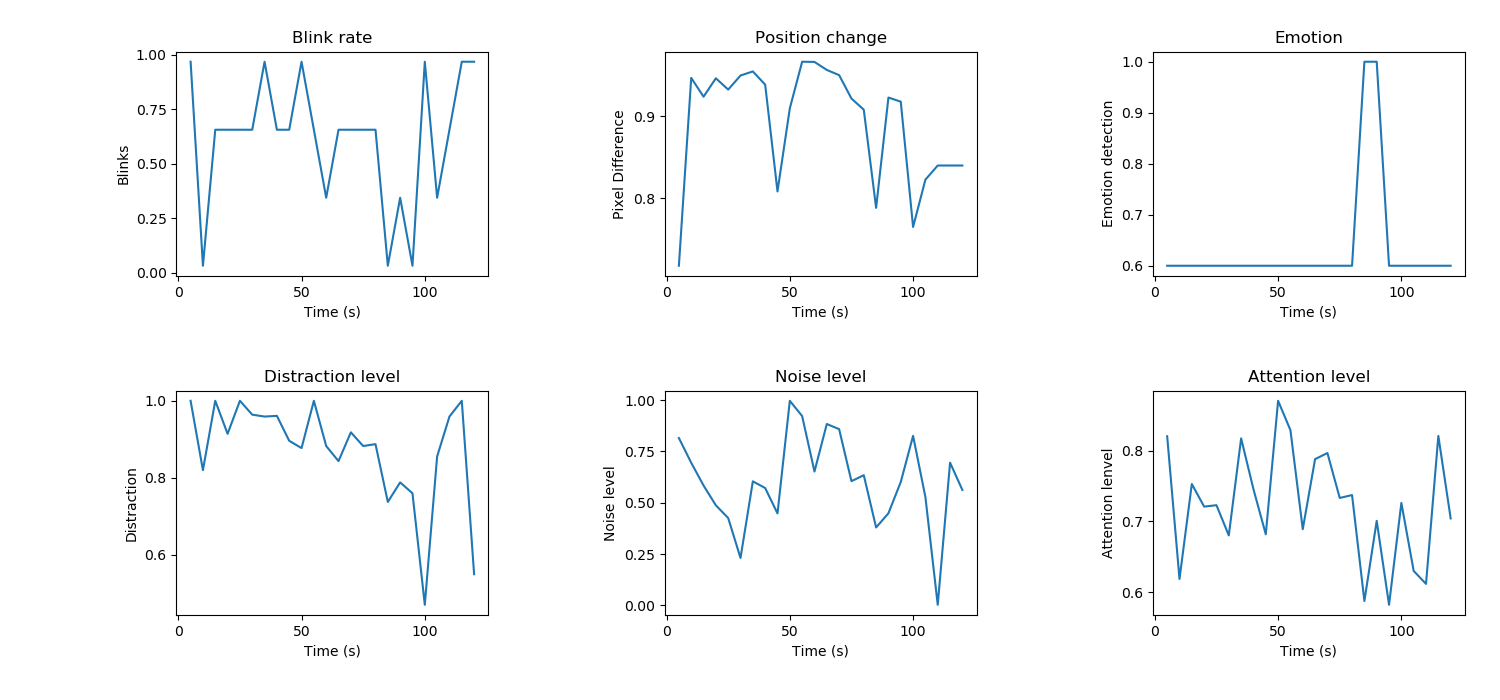 Blink rate
Position change
Emotion
1.00
0.75
0.50
0.25
0.00
Blinks
0
50
100
Time (s)
0.9
0.8
Pixel Difference
0
50
100
Time (s)
1.0
0.9
0.8
0.7
0.6
Emotion detection
0
50
100
Time (s)
Distraction level
Noise level
Attention level
1.0
0.8
0.6
Distraction
0
50
100
Time (s)
1.00
0.75
0.50
0.25
0.00
Noise level
0
50
100
Time (s)
0.8
0.7
0.6
Attention lenvel
0
50
100
Time (s)